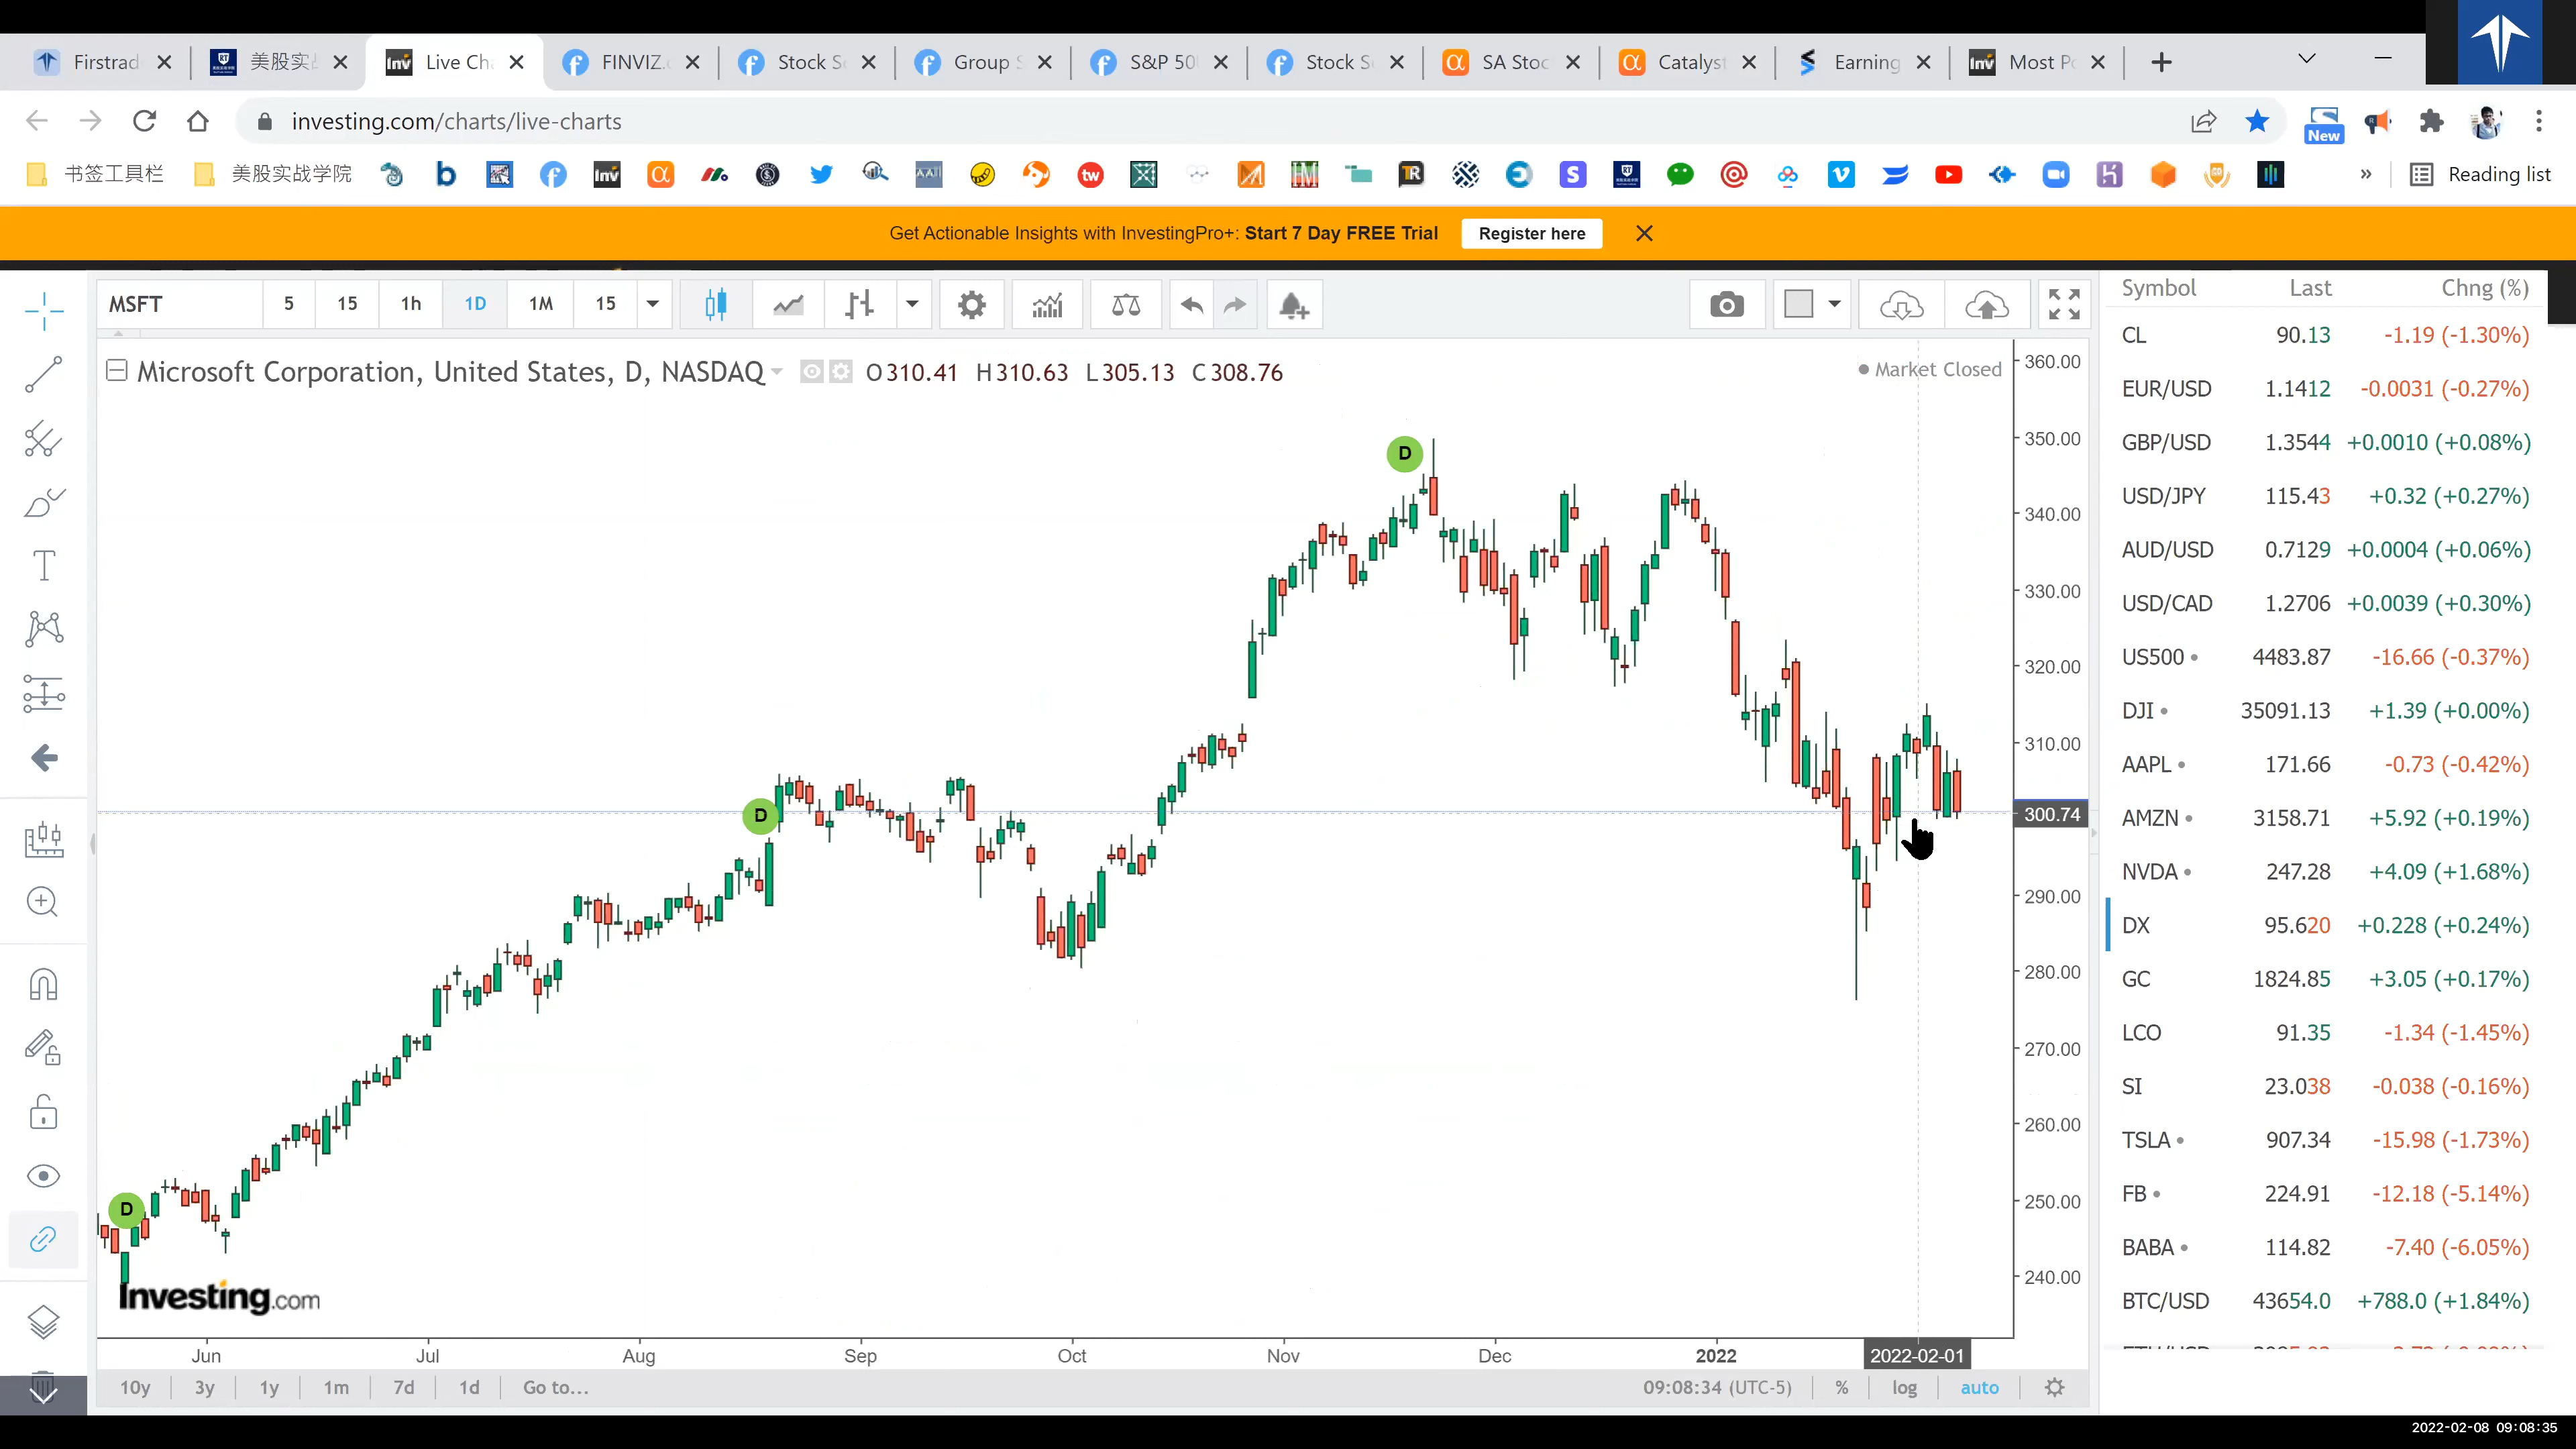 Firstrad
美股实
Live Cha
FINVIZ.
Stock S
Group S
S&P 50
Stock S
SA Stoc
Catalyst
Earning
Most P
investing.com/charts/live-charts
New
书签工具栏
美股实战学院
» Reading list
Get Actionable Insights with InvestingPro+: Start 7 Day FREE Trial Register here
MSFT 5 15 1h 1D 1M 15
Microsoft Corporation, United States, D, NASDAQ O310.41 H310.63 L305.13 C308.76
Market Closed
D
D
D
360.00
350.00
340.00
330.00
320.00
310.00
300.74
290.00
280.00
270.00
260.00
250.00
240.00
Investing.com
Jun Jul Aug Sep Oct Nov Dec 2022 2022-02-01
10y 3y 1y 1m 7d 1d Go to... 09:08:34 (UTC-5) % log auto
Symbol Last Chng (%)
CL 90.13 -1.19 (-1.30%)
EUR/USD 1.1412 -0.0031 (-0.27%)
GBP/USD 1.3544 +0.0010 (+0.08%)
USD/JPY 115.43 +0.32 (+0.27%)
AUD/USD 0.7129 +0.0004 (+0.06%)
USD/CAD 1.2706 +0.0039 (+0.30%)
US500 4483.87 -16.66 (-0.37%)
DJI 35091.13 +1.39 (+0.00%)
AAPL 171.66 -0.73 (-0.42%)
AMZN 3158.71 +5.92 (+0.19%)
NVDA 247.28 +4.09 (+1.68%)
DX 95.620 +0.228 (+0.24%)
GC 1824.85 +3.05 (+0.17%)
LCO 91.35 -1.34 (-1.45%)
SI 23.038 -0.038 (-0.16%)
TSLA 907.34 -15.98 (-1.73%)
FB 224.91 -12.18 (-5.14%)
BABA 114.82 -7.40 (-6.05%)
BTC/USD 43654.0 +788.0 (+1.84%)
2022-02-08 09:08:35